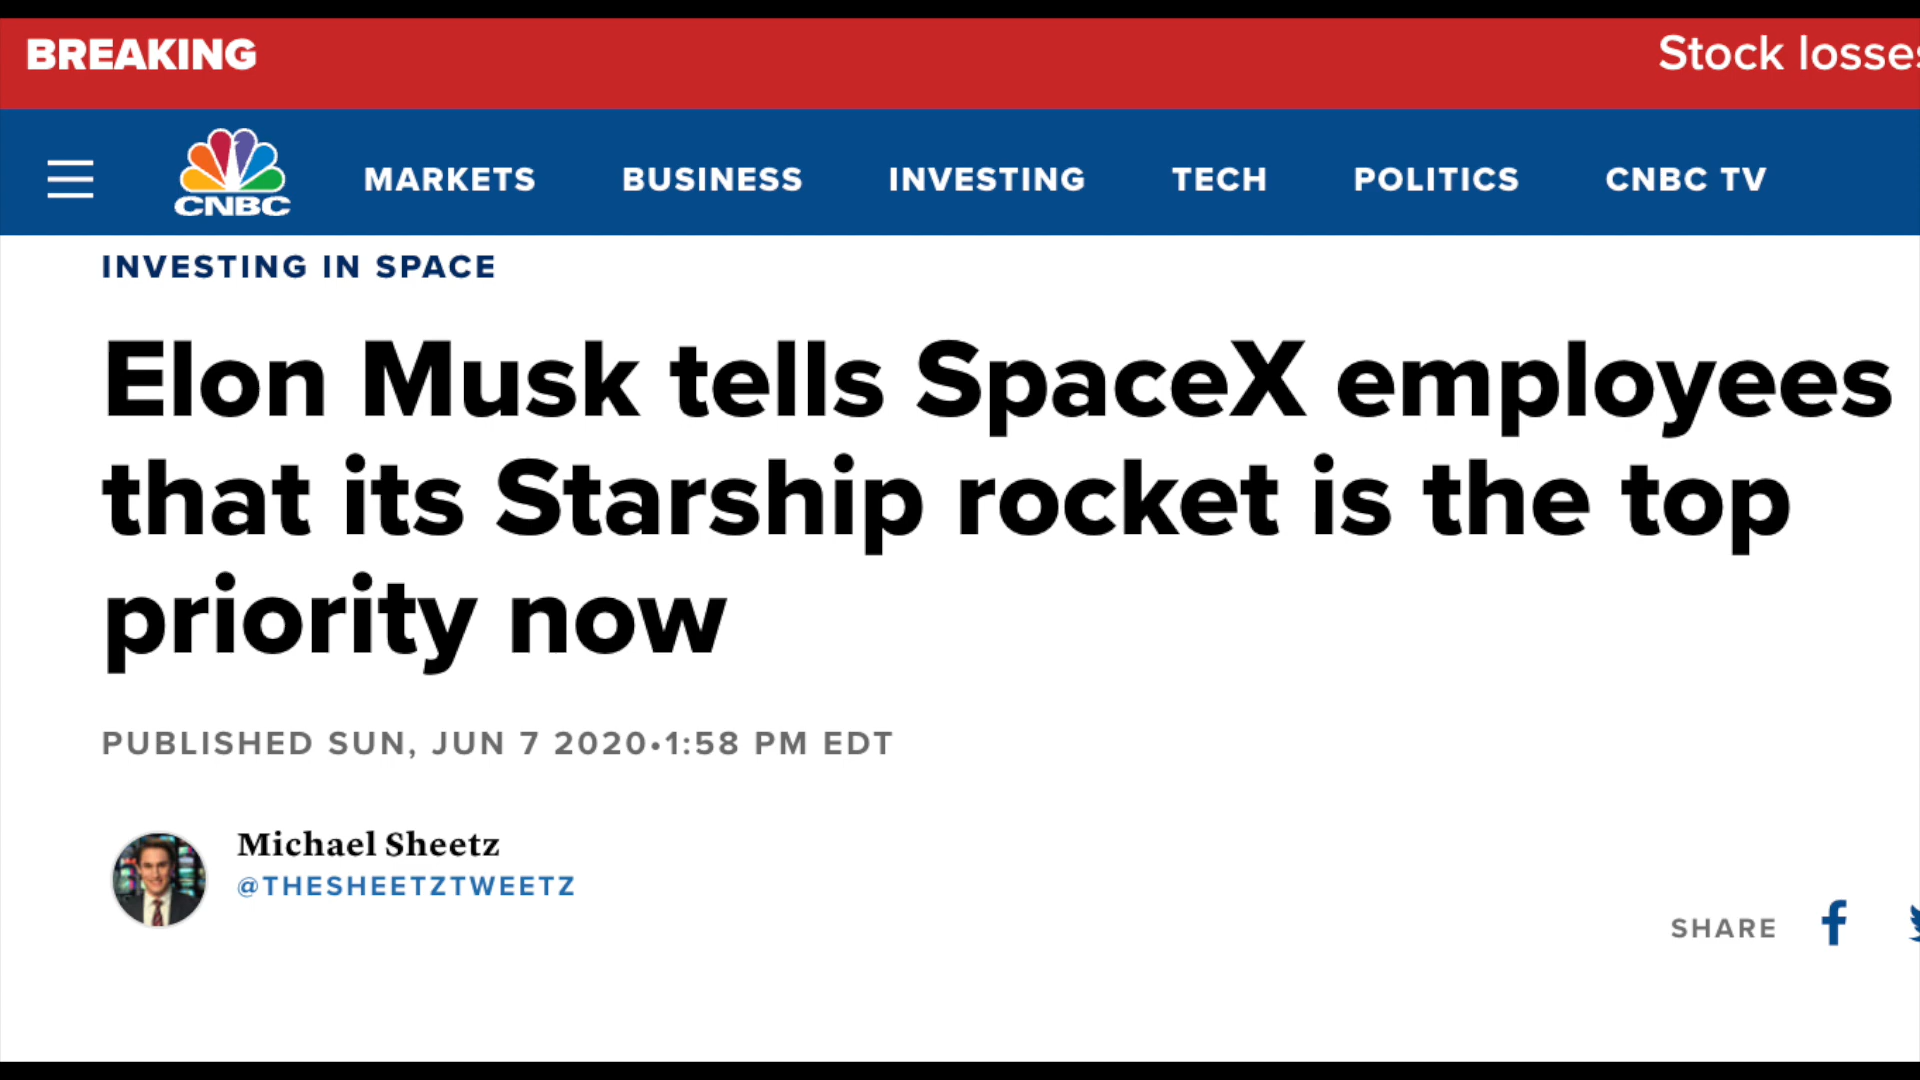 BREAKING
Stock losses
CNBC
MARKETS
BUSINESS
INVESTING
TECH
POLITICS
CNBC TV
INVESTING IN SPACE
Elon Musk tells SpaceX employees
that its Starship rocket is the top
priority now
PUBLISHED SUN, JUN 7 2020•1:58 PM EDT
Michael Sheetz
@THESHEETZTWEETZ
SHARE